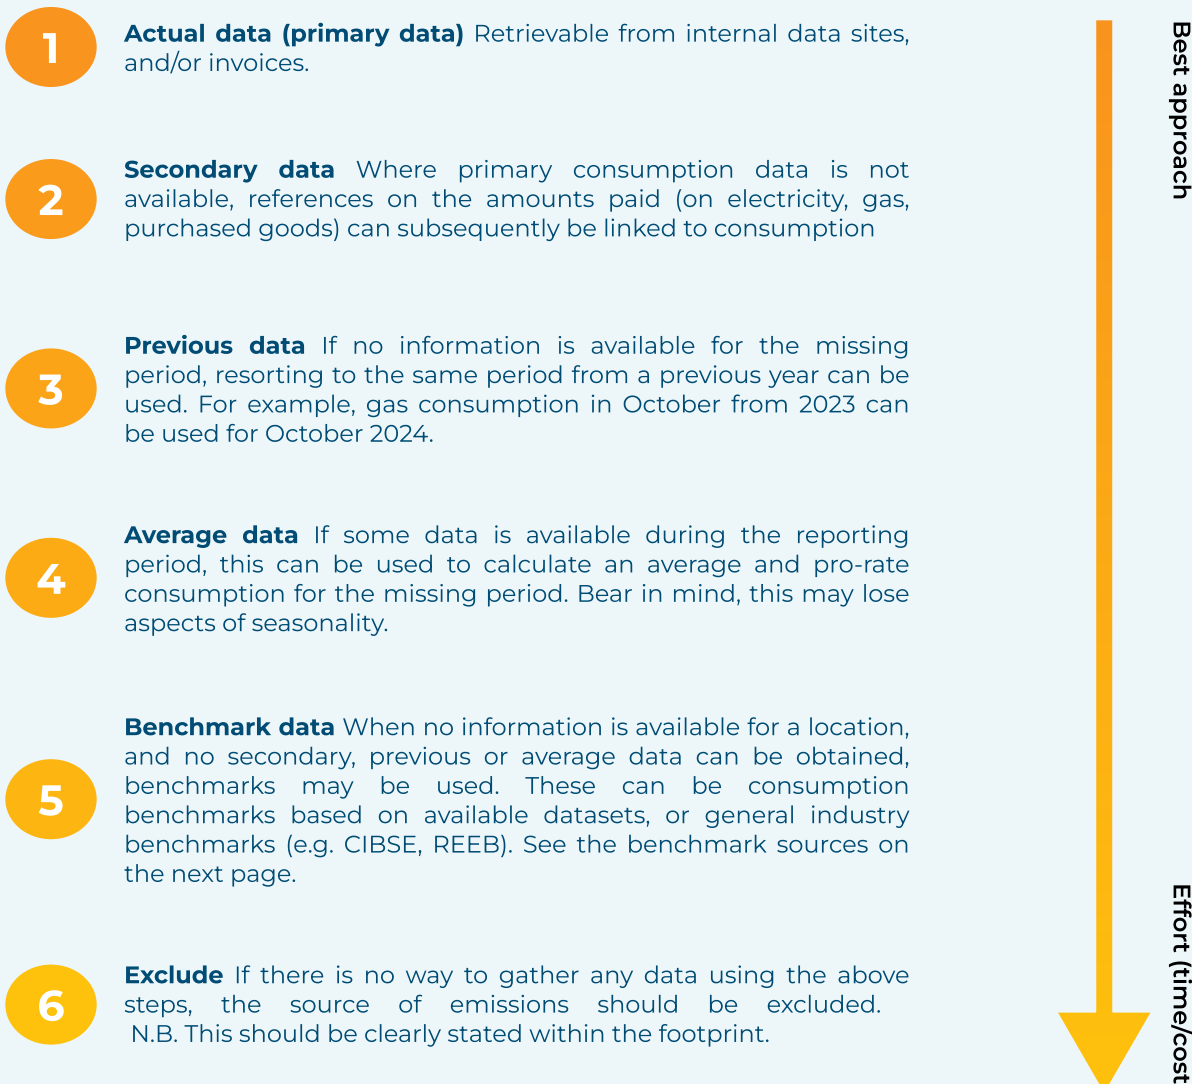 1
Actual data (primary data) Retrievable from internal data sites,
and/or invoices.
2
Secondary data Where primary consumption data is not
available, references on the amounts paid (on electricity, gas,
purchased goods) can subsequently be linked to consumption
3
Previous data If no information is available for the missing
period, resorting to the same period from a previous year can be
used. For example, gas consumption in October from 2023 can
be used for October 2024.
4
Average data If some data is available during the reporting
period, this can be used to calculate an average and pro-rate
consumption for the missing period. Bear in mind, this may lose
aspects of seasonality.
5
Benchmark data When no information is available for a location,
and no secondary, previous or average data can be obtained,
benchmarks may be used. These can be consumption
benchmarks based on available datasets, or general industry
benchmarks (e.g. CIBSE, REEB). See the benchmark sources on
the next page.
6
Exclude If there is no way to gather any data using the above
steps, the source of emissions should be excluded.
N.B. This should be clearly stated within the footprint.
Best approach
Effort (time/cost